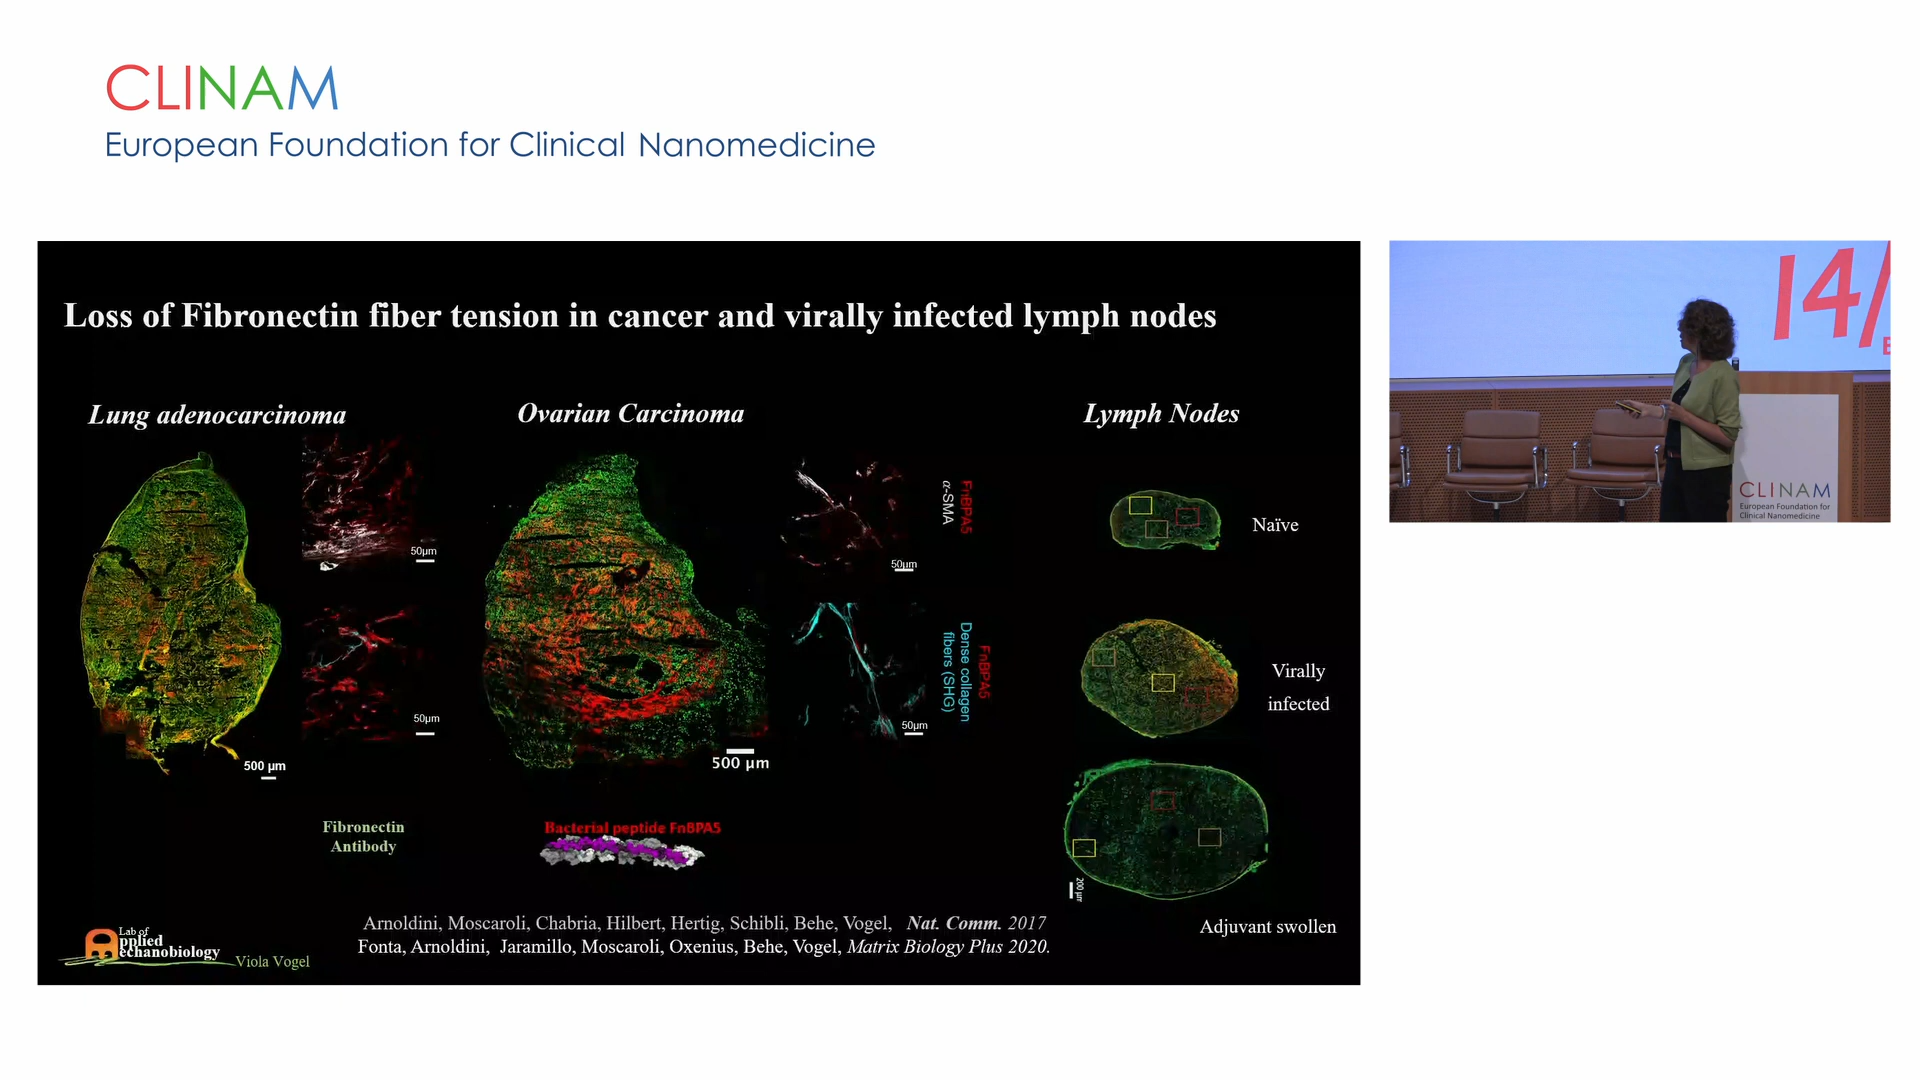 CLINAM
European Foundation for Clinical Nanomedicine
Loss of Fibronectin fiber tension in cancer and virally infected lymph nodes
Lung adenocarcinoma
Ovarian Carcinoma
Lymph Nodes
50µm
50µm
500 µm
FnBPA5
α-SMA
50µm
FnBPA5
Dense collagen
fibers (SHG)
50µm
500 µm
Naïve
Virally
infected
200 µm
Adjuvant swollen
Fibronectin
Antibody
Bacterial peptide FnBPA5
Arnoldini, Moscaroli, Chabria, Hilbert, Hertig, Schibli, Behe, Vogel, Nat. Comm. 2017
Fonta, Arnoldini, Jaramillo, Moscaroli, Oxenius, Behe, Vogel, Matrix Biology Plus 2020.
Lab of
pplied
echanobiology
Viola Vogel
14/
CLINAM
European Foundation for
Clinical Nanomedicine